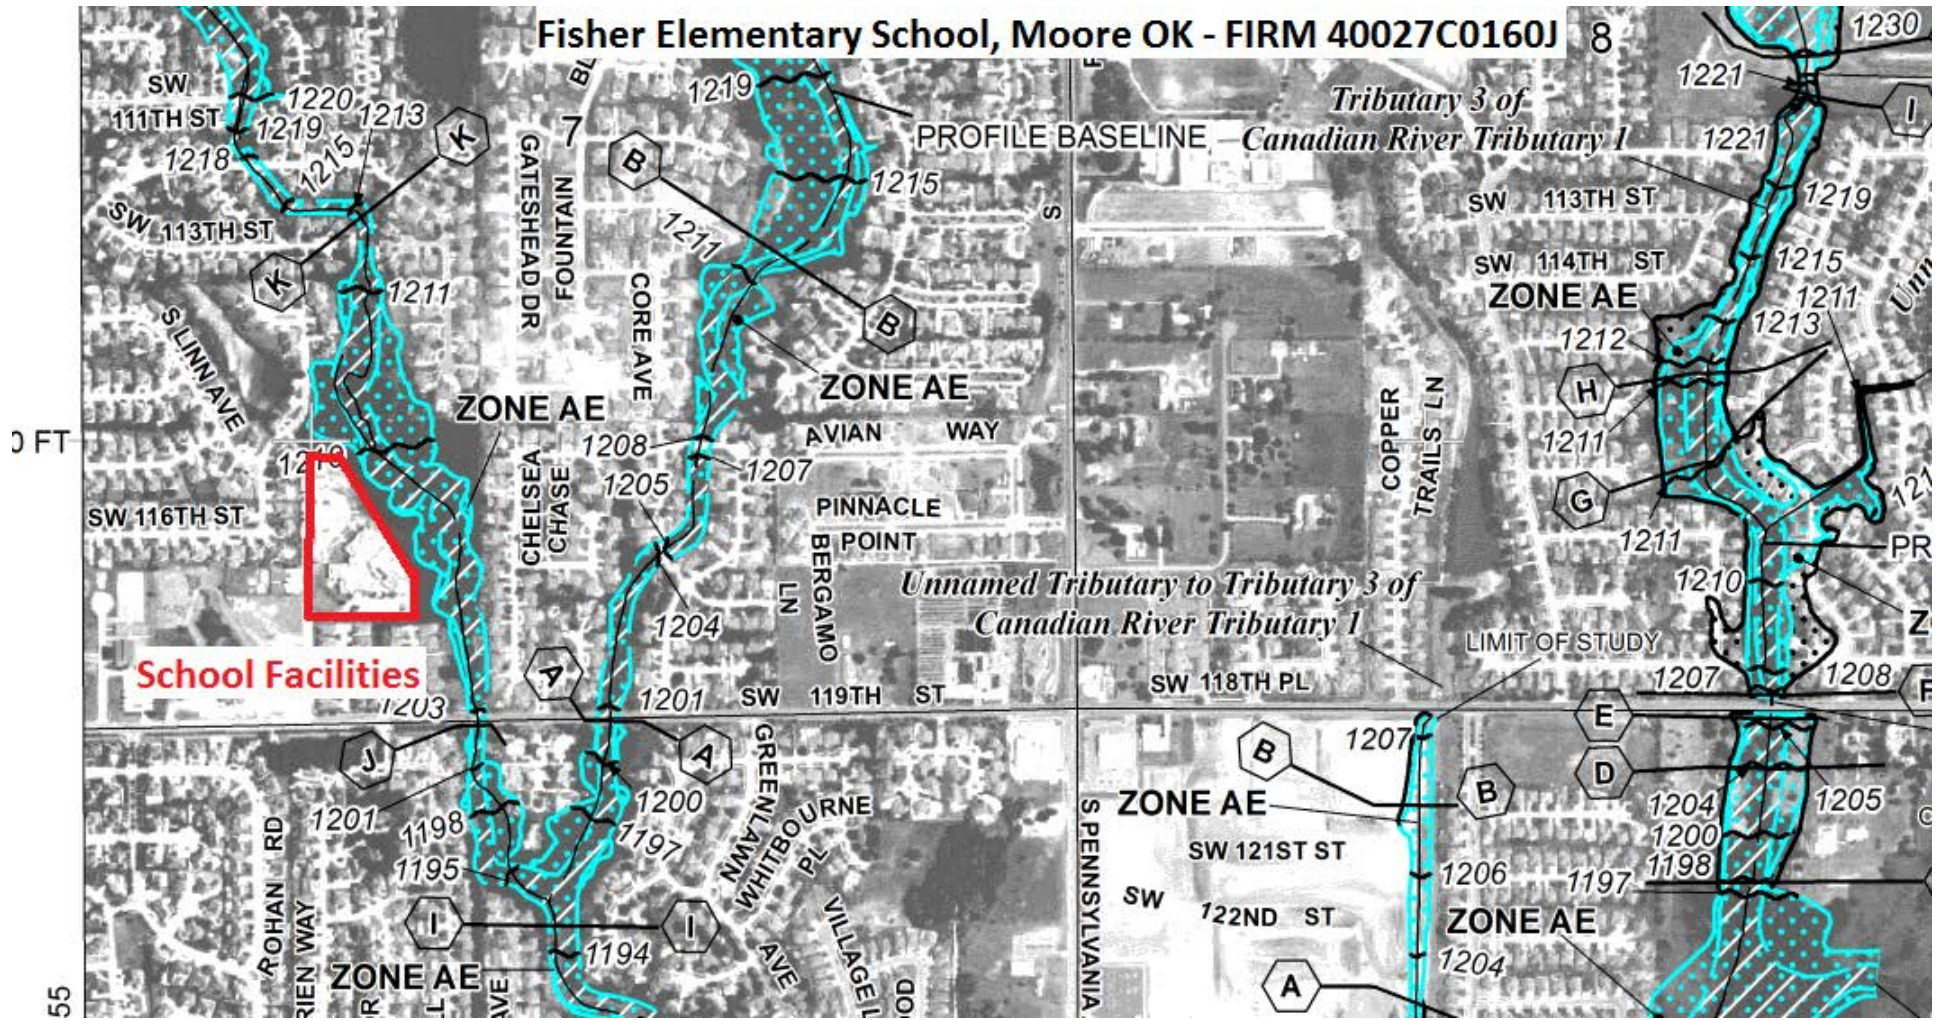 Fisher Elementary School, Moore OK - FIRM 40027C0160J
8
1230
SW
111TH ST
1220
1219
1218
1213
1215
K
7
B
1219
PROFILE BASELINE
1221
Tributary 3 of
Canadian River Tributary 1
1221
I
1215
SW 113TH ST
K
1211
GATESHEAD DR
FOUNTAIN
1211
CORE AVE
B
S
SW 113TH ST
1219
SW 114TH ST
ZONE AE
1215
1211
1213
1212
S LINN AVE
ZONE AE
ZONE AE
H
1211
0 FT
1208
1207
1205
AVIAN WAY
COPPER
TRAILS LN
G
1211
CHELSEA
CHASE
SW 116TH ST
PINNACLE
POINT
BERGAMO
LN
1204
Unnamed Tributary to Tributary 3 of
Canadian River Tributary 1
LIMIT OF STUDY
1210
School Facilities
1203
A
1201
SW 119TH ST
SW 118TH PL
1207
1208
F
J
A
E
D
B
1207
B
1201
1198
1195
1200
1197
GREENLAWN
WHITBOURNE
PL
AVE
ZONE AE
S PENNSYLVANIA
SW 121ST ST
1206
1204
1205
1200
1198
1197
SW 122ND ST
ZONE AE
ROHAN RD
RIEN WAY
I
I
1194
ZONE AE
AVE
VILLAGE
1204
A
55